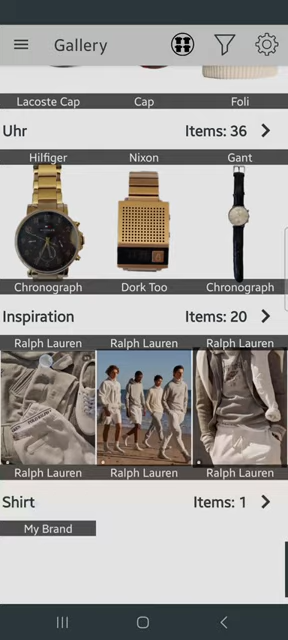 Gallery
Lacoste Cap Cap Foli
Uhr Items: 36
Hilfiger Nixon Gant
Chronograph Dork Too Chronograph
Inspiration Items: 20
Ralph Lauren Ralph Lauren Ralph Lauren
Ralph Lauren Ralph Lauren Ralph Lauren
Shirt Items: 1
My Brand